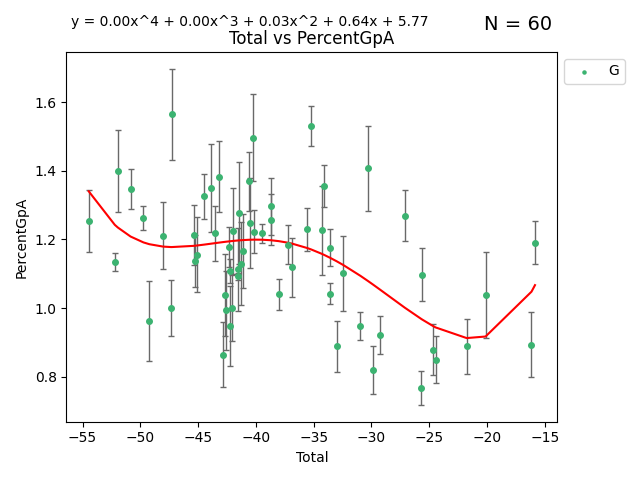 y = 0.00x^4 + 0.00x^3 + 0.03x^2 + 0.64x + 5.77
N = 60
Total vs PercentGpA
G
PercentGpA
1.6
1.4
1.2
1.0
0.8
−55 −50 −45 −40 −35 −30 −25 −20 −15
Total